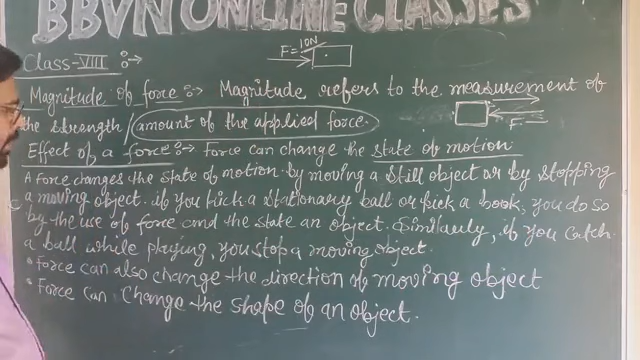 BBVN ONLINE CLASSES
Class-VIII :→
F=10N
Magnitude of force :→ Magnitude refers to the measurement of
the strength/amount of the applied force.
F
Effect of a force :→ Force can change the state of motion
A force changes the state of motion by moving a still object or by stopping
a moving object. if you kick a stationary ball or pick a book, you do so
by the use of force and the state an object. Similarly, if you catch
a ball while playing, you stop a moving object.
• Force can also change the direction of moving object
• Force can change the shape of an object.